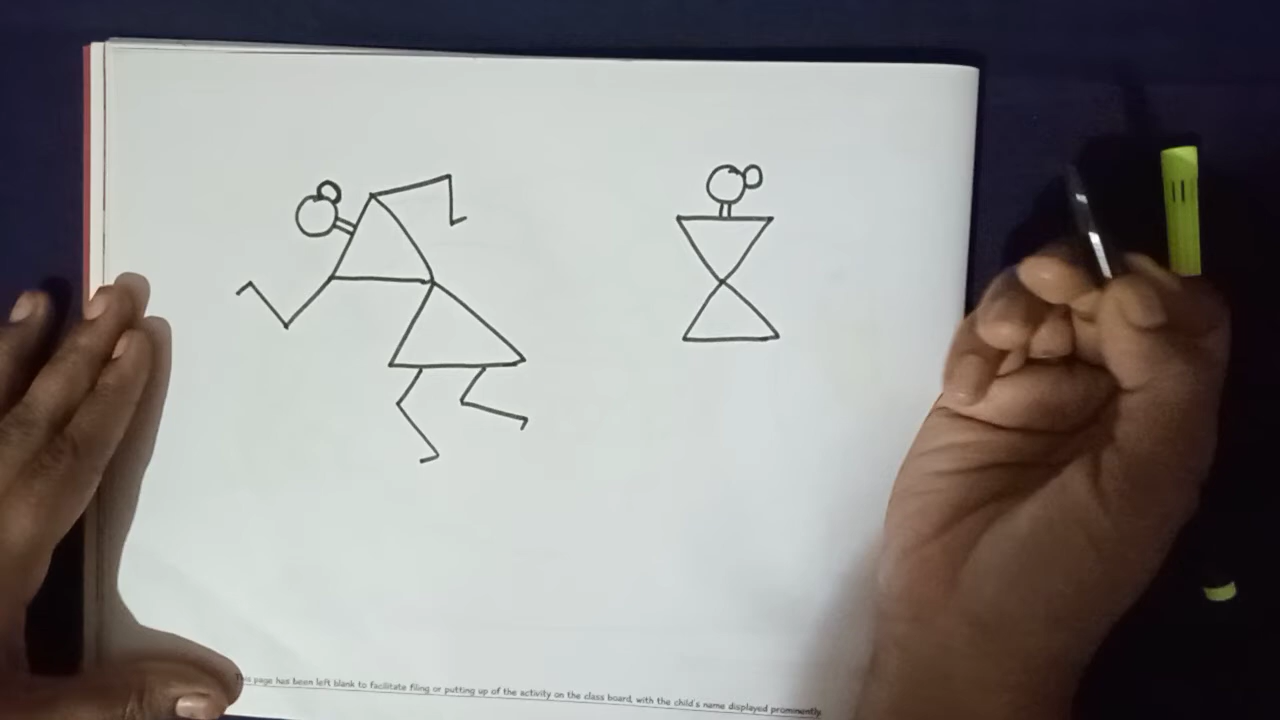 This page has been left blank to facilitate filing or putting up of the activity on the class board, with the child's name displayed prominently.